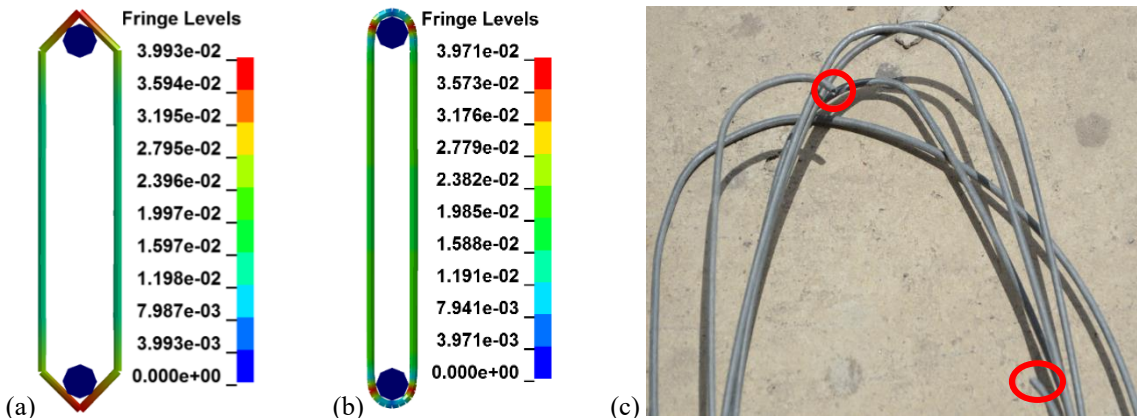 Fringe Levels
3.993e-02
3.594e-02
3.195e-02
2.795e-02
2.396e-02
1.997e-02
1.597e-02
1.198e-02
7.987e-03
3.993e-03
0.000e+00
(a)
Fringe Levels
3.971e-02
3.573e-02
3.176e-02
2.779e-02
2.382e-02
1.985e-02
1.588e-02
1.191e-02
7.941e-03
3.971e-03
0.000e+00
(b)
(c)